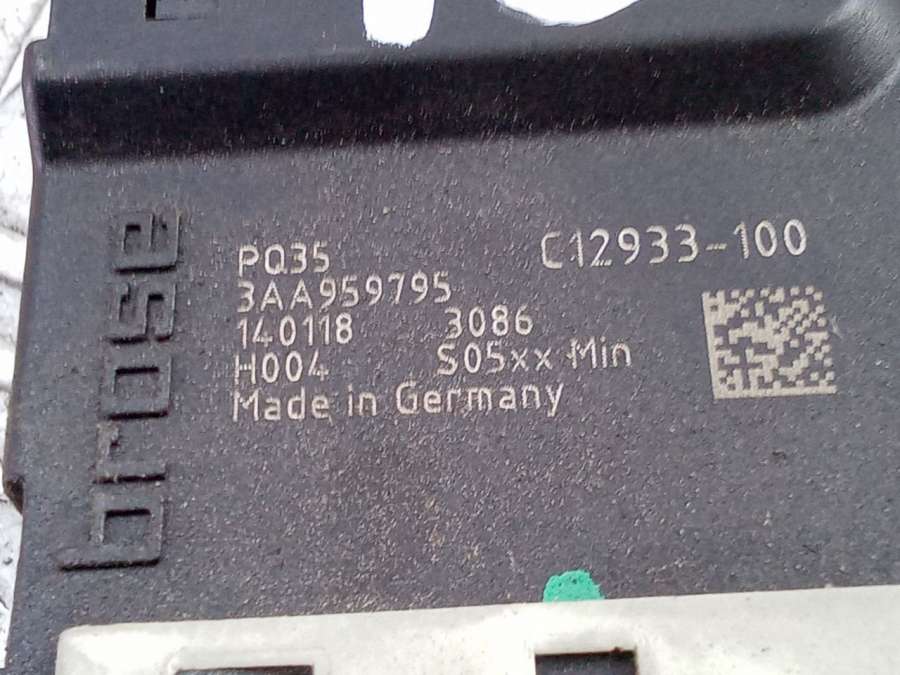 brose
PQ35 C12933-100
3AA959795
140118 3086
H004 S05xx Min
Made in Germany